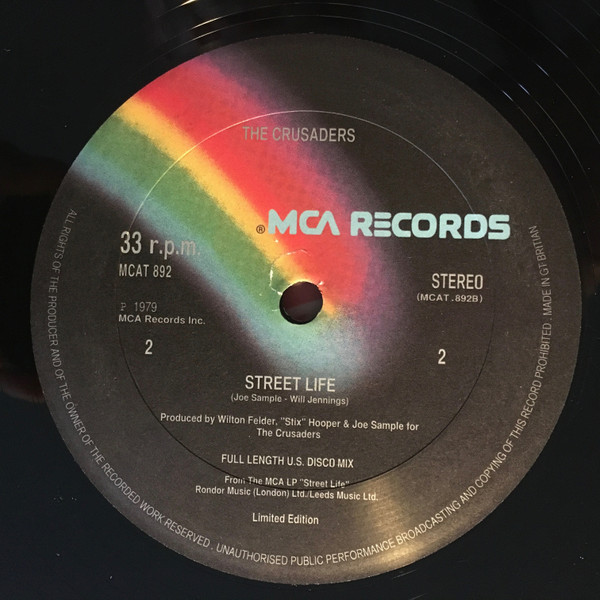 THE CRUSADERS
® MCA RECORDS
33 r.p.m.
MCAT 892
STEREO
(MCAT.892B)
℗ 1979
MCA Records Inc.
2
2
STREET LIFE
(Joe Sample - Will Jennings)
Produced by Wilton Felder, "Stix" Hooper & Joe Sample for
The Crusaders
FULL LENGTH U.S. DISCO MIX
From The MCA LP "Street Life"
Rondor Music (London) Ltd./Leeds Music Ltd.
Limited Edition
ALL RIGHTS OF THE PRODUCER AND OF THE OWNER OF THE RECORDED WORK RESERVED . UNAUTHORISED PUBLIC PERFORMANCE BROADCASTING AND COPYING OF THIS RECORD PROHIBITED . MADE IN GT BRITIAN